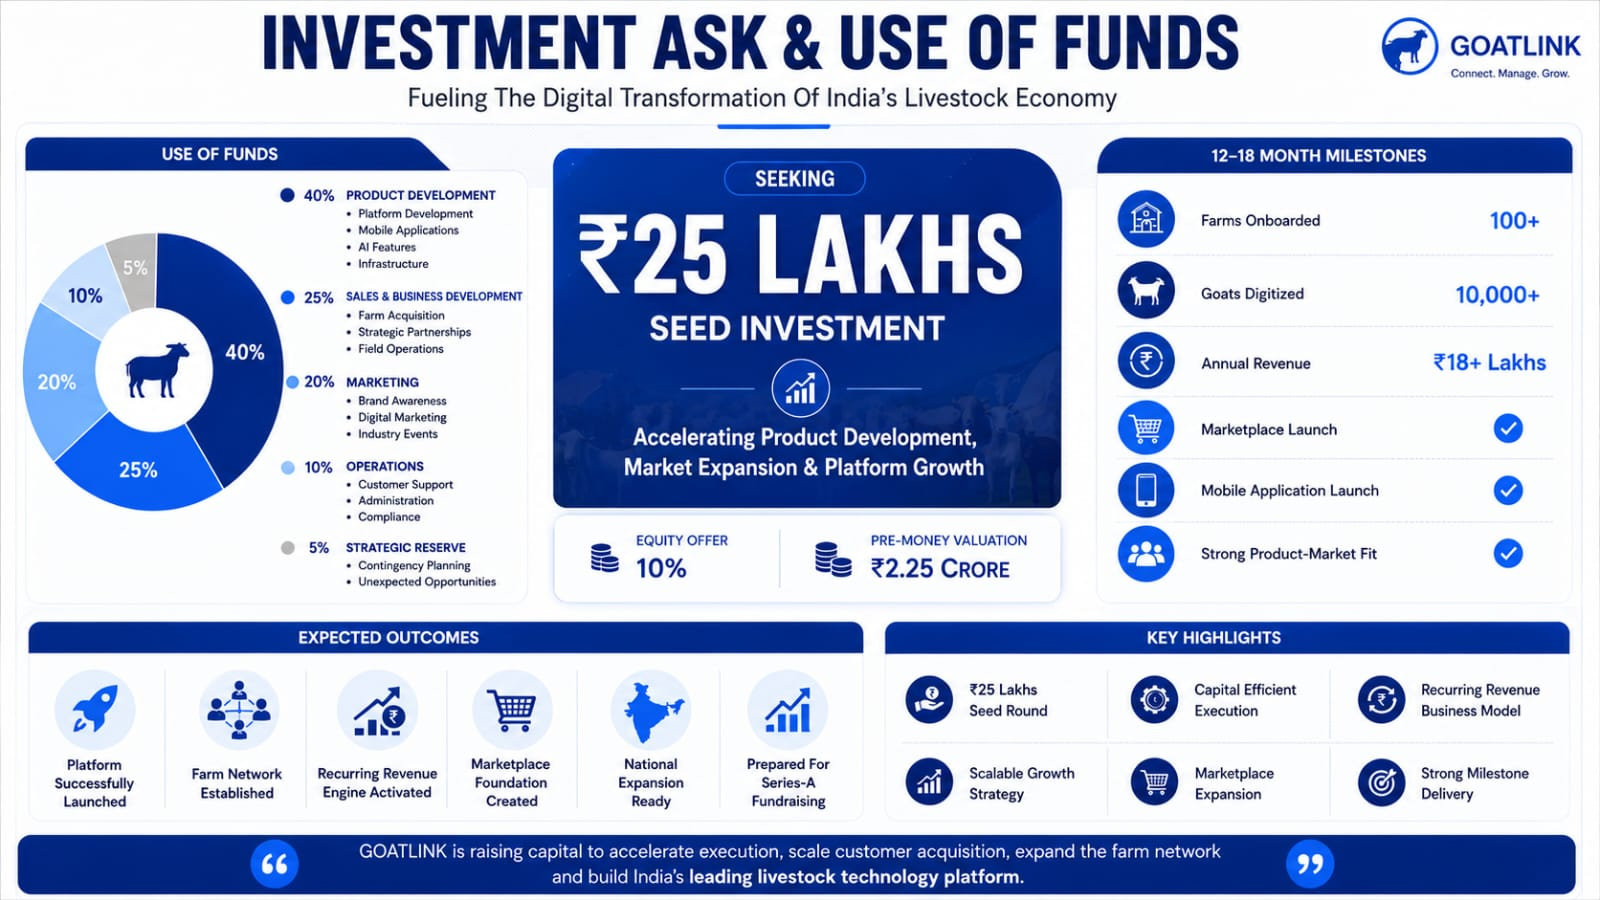 INVESTMENT ASK & USE OF FUNDS
Fueling The Digital Transformation Of India's Livestock Economy
GOATLINK
Connect. Manage. Grow.
USE OF FUNDS
40%
25%
20%
10%
5%
40% PRODUCT DEVELOPMENT
• Platform Development
• Mobile Applications
• AI Features
• Infrastructure
25% SALES & BUSINESS DEVELOPMENT
• Farm Acquisition
• Strategic Partnerships
• Field Operations
20% MARKETING
• Brand Awareness
• Digital Marketing
• Industry Events
10% OPERATIONS
• Customer Support
• Administration
• Compliance
5% STRATEGIC RESERVE
• Contingency Planning
• Unexpected Opportunities
SEEKING
₹25 LAKHS
SEED INVESTMENT
Accelerating Product Development,
Market Expansion & Platform Growth
EQUITY OFFER
10%
PRE-MONEY VALUATION
₹2.25 CRORE
12–18 MONTH MILESTONES
Farms Onboarded 100+
Goats Digitized 10,000+
Annual Revenue ₹18+ Lakhs
Marketplace Launch
Mobile Application Launch
Strong Product-Market Fit
EXPECTED OUTCOMES
Platform
Successfully
Launched
Farm Network
Established
Recurring Revenue
Engine Activated
Marketplace
Foundation
Created
National
Expansion
Ready
Prepared For
Series-A
Fundraising
KEY HIGHLIGHTS
₹25 Lakhs
Seed Round
Capital Efficient
Execution
Recurring Revenue
Business Model
Scalable Growth
Strategy
Marketplace
Expansion
Strong Milestone
Delivery
“ GOATLINK is raising capital to accelerate execution, scale customer acquisition, expand the farm network
and build India's leading livestock technology platform. ”